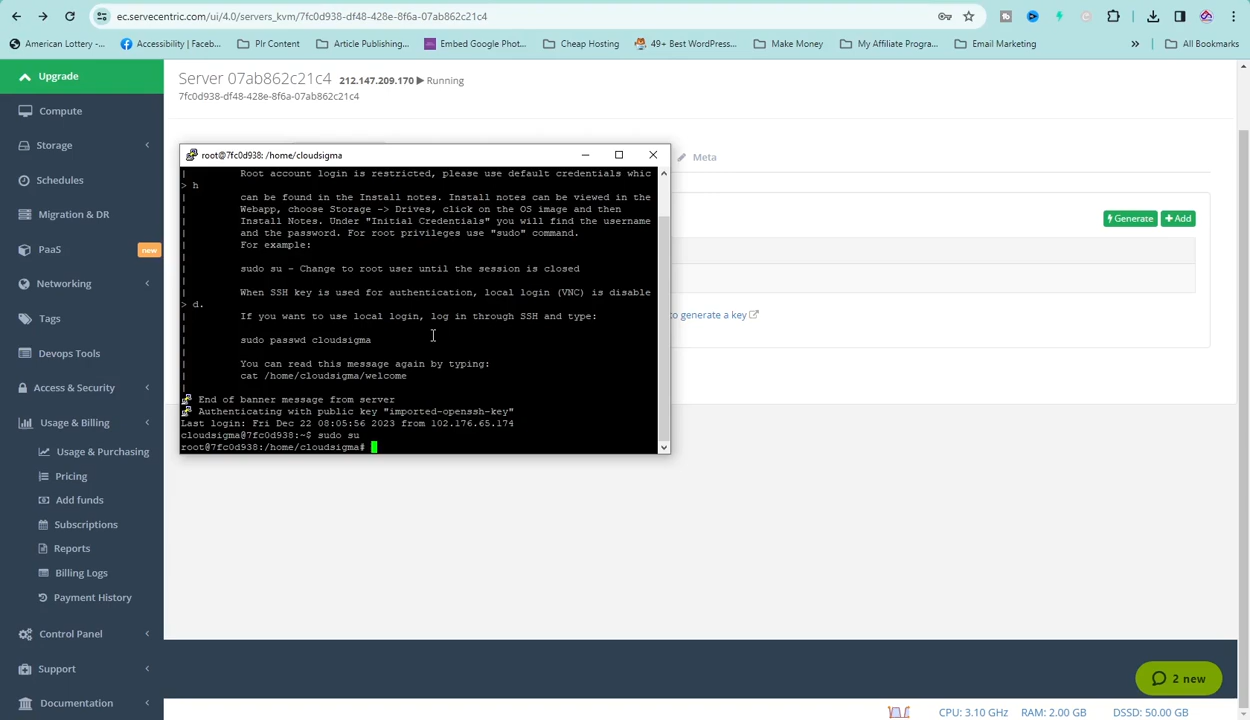 ec.servecentric.com/ui/4.0/servers_kvm/7fc0d938-df48-428e-8f6a-07ab862c21c4
American Lottery -...
Accessibility | Faceb...
Plr Content
Article Publishing...
Embed Google Phot...
Cheap Hosting
49+ Best WordPress...
Make Money
My Affiliate Progra...
Email Marketing
»
All Bookmarks
Upgrade
Compute
Storage
Schedules
Migration & DR
PaaS
new
Networking
Tags
Devops Tools
Access & Security
Usage & Billing
Usage & Purchasing
Pricing
Add funds
Subscriptions
Reports
Billing Logs
Payment History
Control Panel
Support
Documentation
Server 07ab862c21c4 212.147.209.170 Running
7fc0d938-df48-428e-8f6a-07ab862c21c4
Meta
Generate
Add
to generate a key
root@7fc0d938: /home/cloudsigma
| Root account login is restricted, please use default credentials whic
> h
| can be found in the Install notes. Install notes can be viewed in the
| Webapp, choose Storage -> Drives, click on the OS image and then
| Install Notes. Under "Initial Credentials" you will find the username
| and the password. For root privileges use "sudo" command.
| For example:
|
| sudo su - Change to root user until the session is closed
|
| When SSH key is used for authentication, local login (VNC) is disable
> d.
| If you want to use local login, log in through SSH and type:
|
| sudo passwd cloudsigma
|
| You can read this message again by typing:
| cat /home/cloudsigma/welcome
|
End of banner message from server
Authenticating with public key "imported-openssh-key"
Last login: Fri Dec 22 08:05:56 2023 from 102.176.65.174
cloudsigma@7fc0d938:~$ sudo su
root@7fc0d938:/home/cloudsigma#
2 new
CPU: 3.10 GHz RAM: 2.00 GB DSSD: 50.00 GB